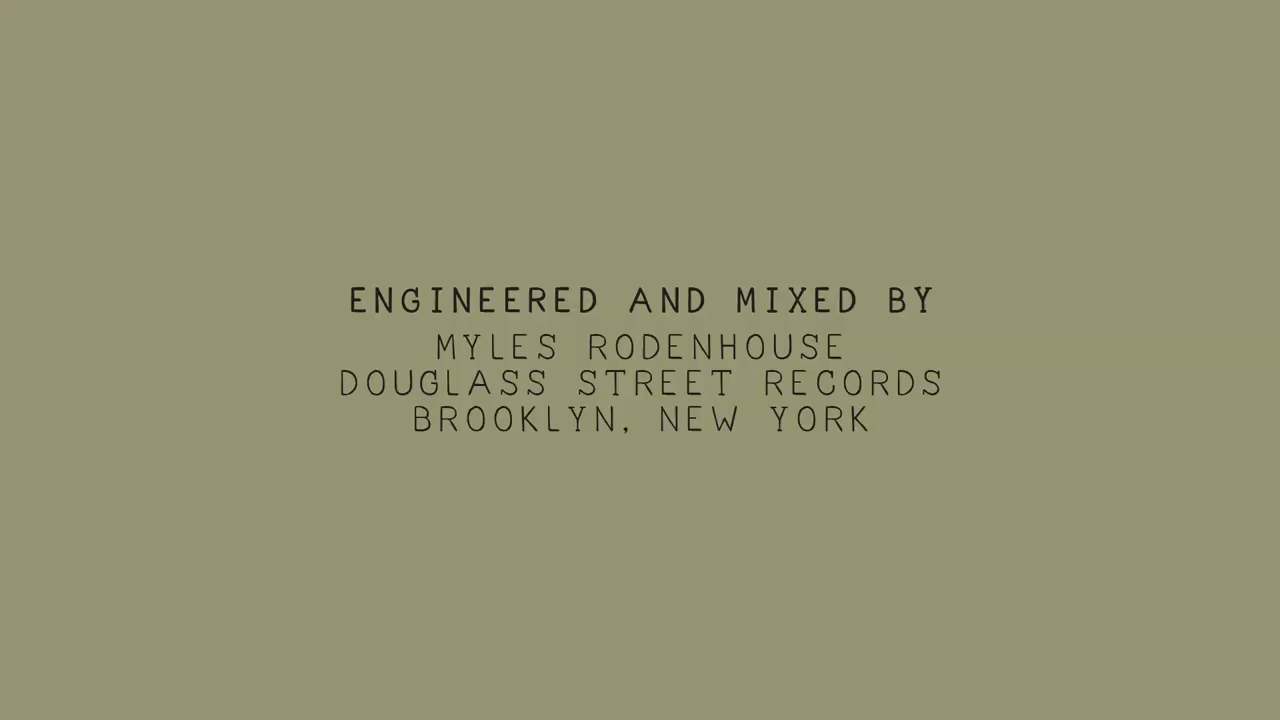 ENGINEERED AND MIXED BY
MYLES RODENHOUSE
DOUGLASS STREET RECORDS
BROOKLYN, NEW YORK